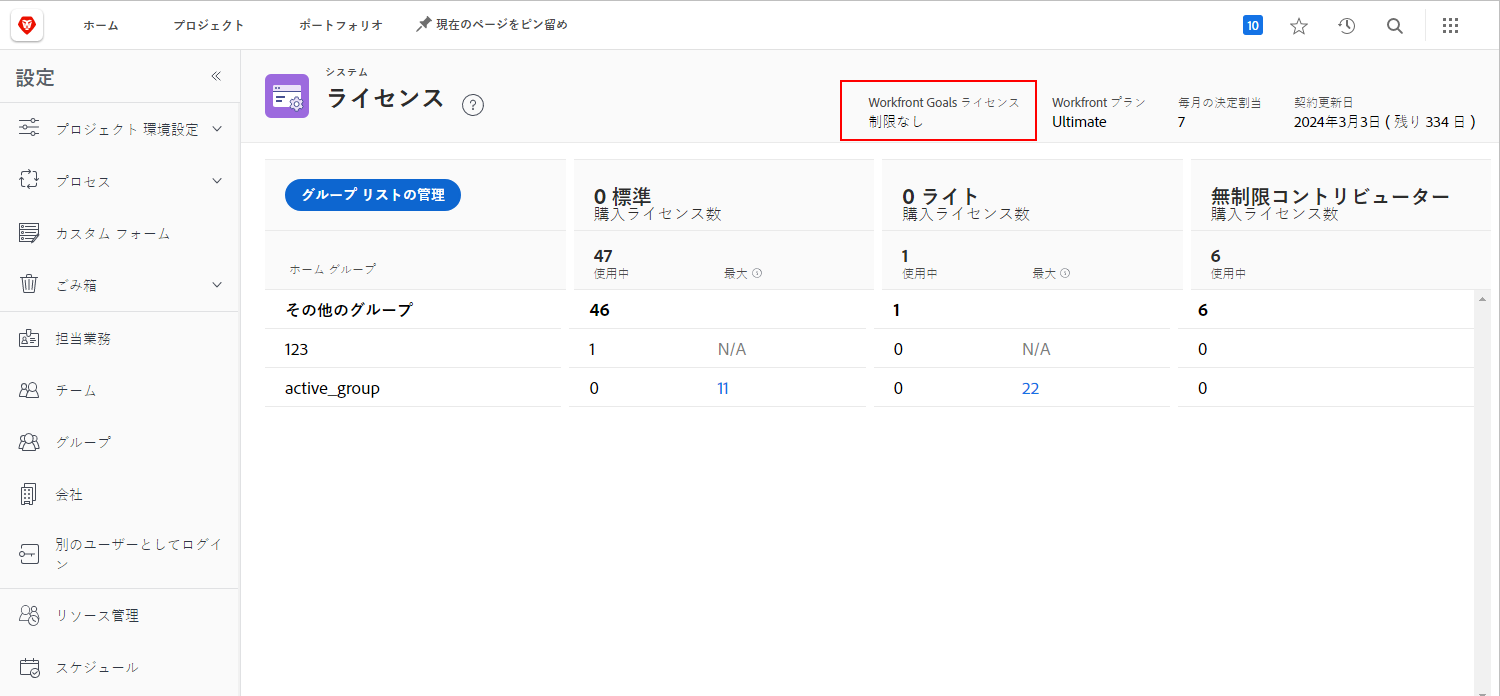 ホーム
プロジェクト
ポートフォリオ
現在のページをピン留め
10
設定
プロジェクト 環境設定
プロセス
カスタム フォーム
ごみ箱
担当業務
チーム
グループ
会社
別のユーザーとしてログイ
ン
リソース管理
スケジュール
システム
ライセンス
?
Workfront Goals ライセンス
制限なし
Workfront プラン
Ultimate
毎月の決定割当
7
契約更新日
2024年3月3日 ( 残り 334 日 )
グループ リストの管理
0 標準
購入ライセンス数
0 ライト
購入ライセンス数
無制限コントリビューター
購入ライセンス数
ホーム グループ
47
使用中
最大
1
使用中
最大
6
使用中
その他のグループ 46 1 6
123 1 N/A 0 N/A 0
active_group 0 11 0 22 0